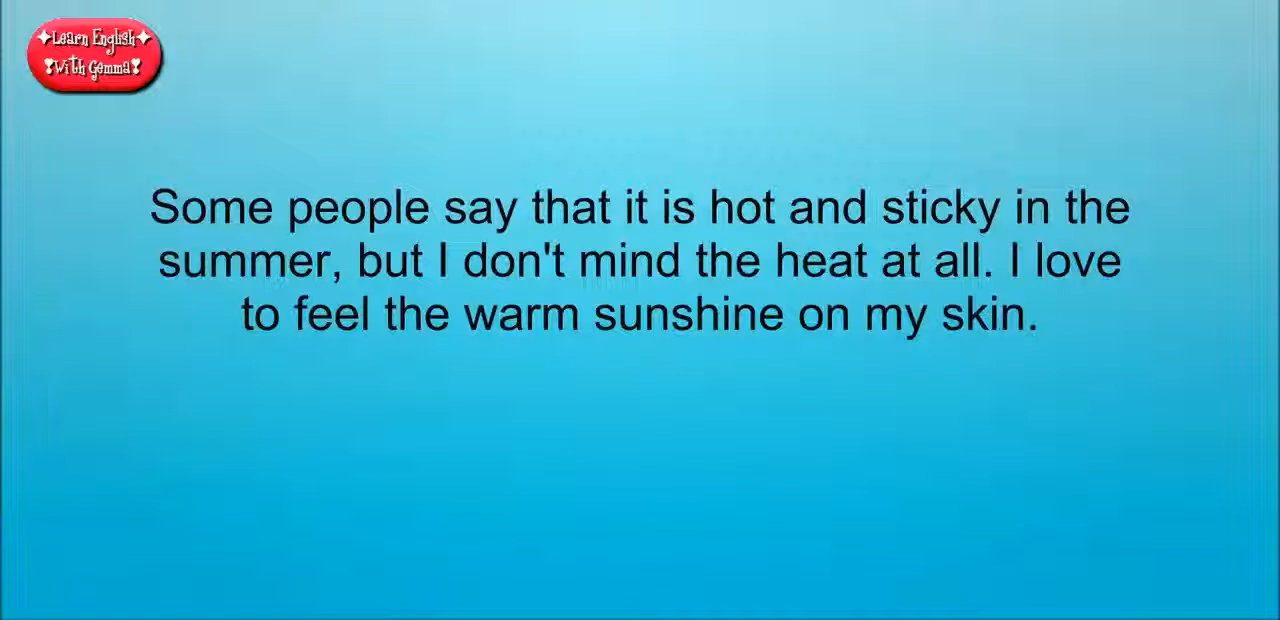 ✦Learn English✦
❣With Gemma❣
Some people say that it is hot and sticky in the
summer, but I don't mind the heat at all. I love
to feel the warm sunshine on my skin.